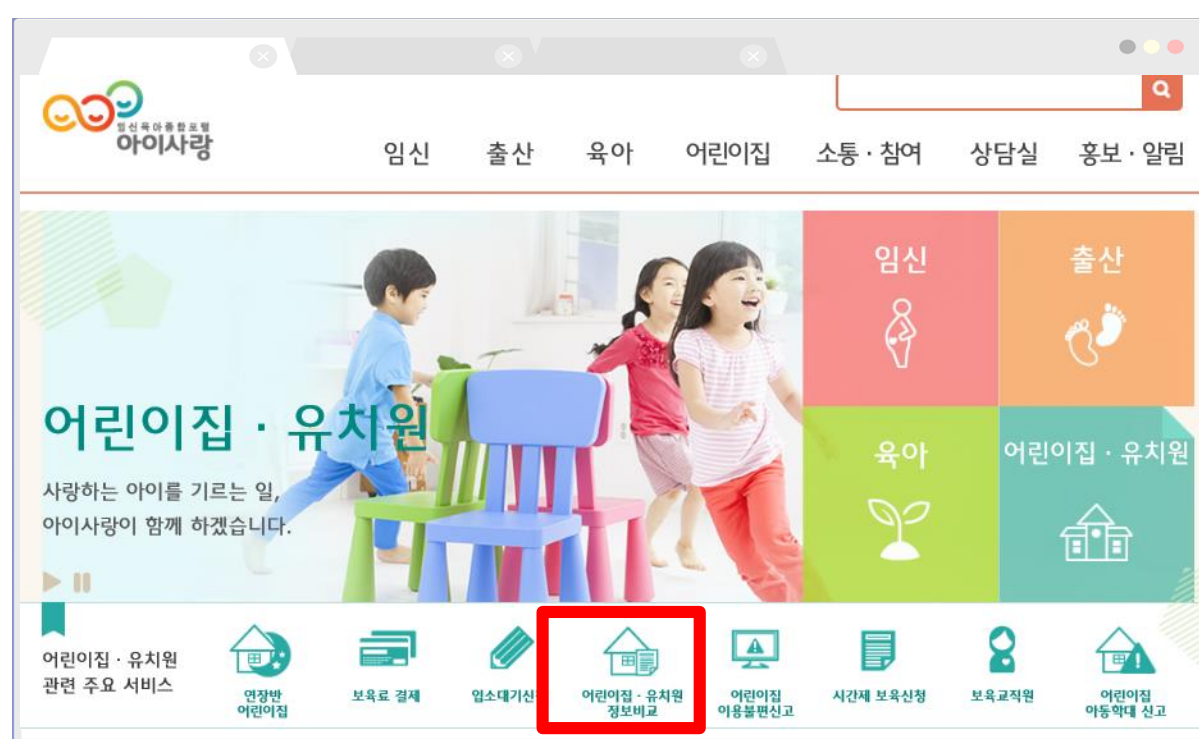 임신육아종합포털
아이사랑
임신 출산 육아 어린이집 소통 · 참여 상담실 홍보 · 알림
어린이집 · 유치원
사랑하는 아이를 기르는 일,
아이사랑이 함께 하겠습니다.
임신
출산
육아
어린이집 · 유치원
어린이집 · 유치원
관련 주요 서비스
연장반
어린이집
보육료 결제
입소대기신
어린이집 · 유치원
정보비교
어린이집
이용불편신고
시간제 보육신청
보육교직원
어린이집
아동학대 신고